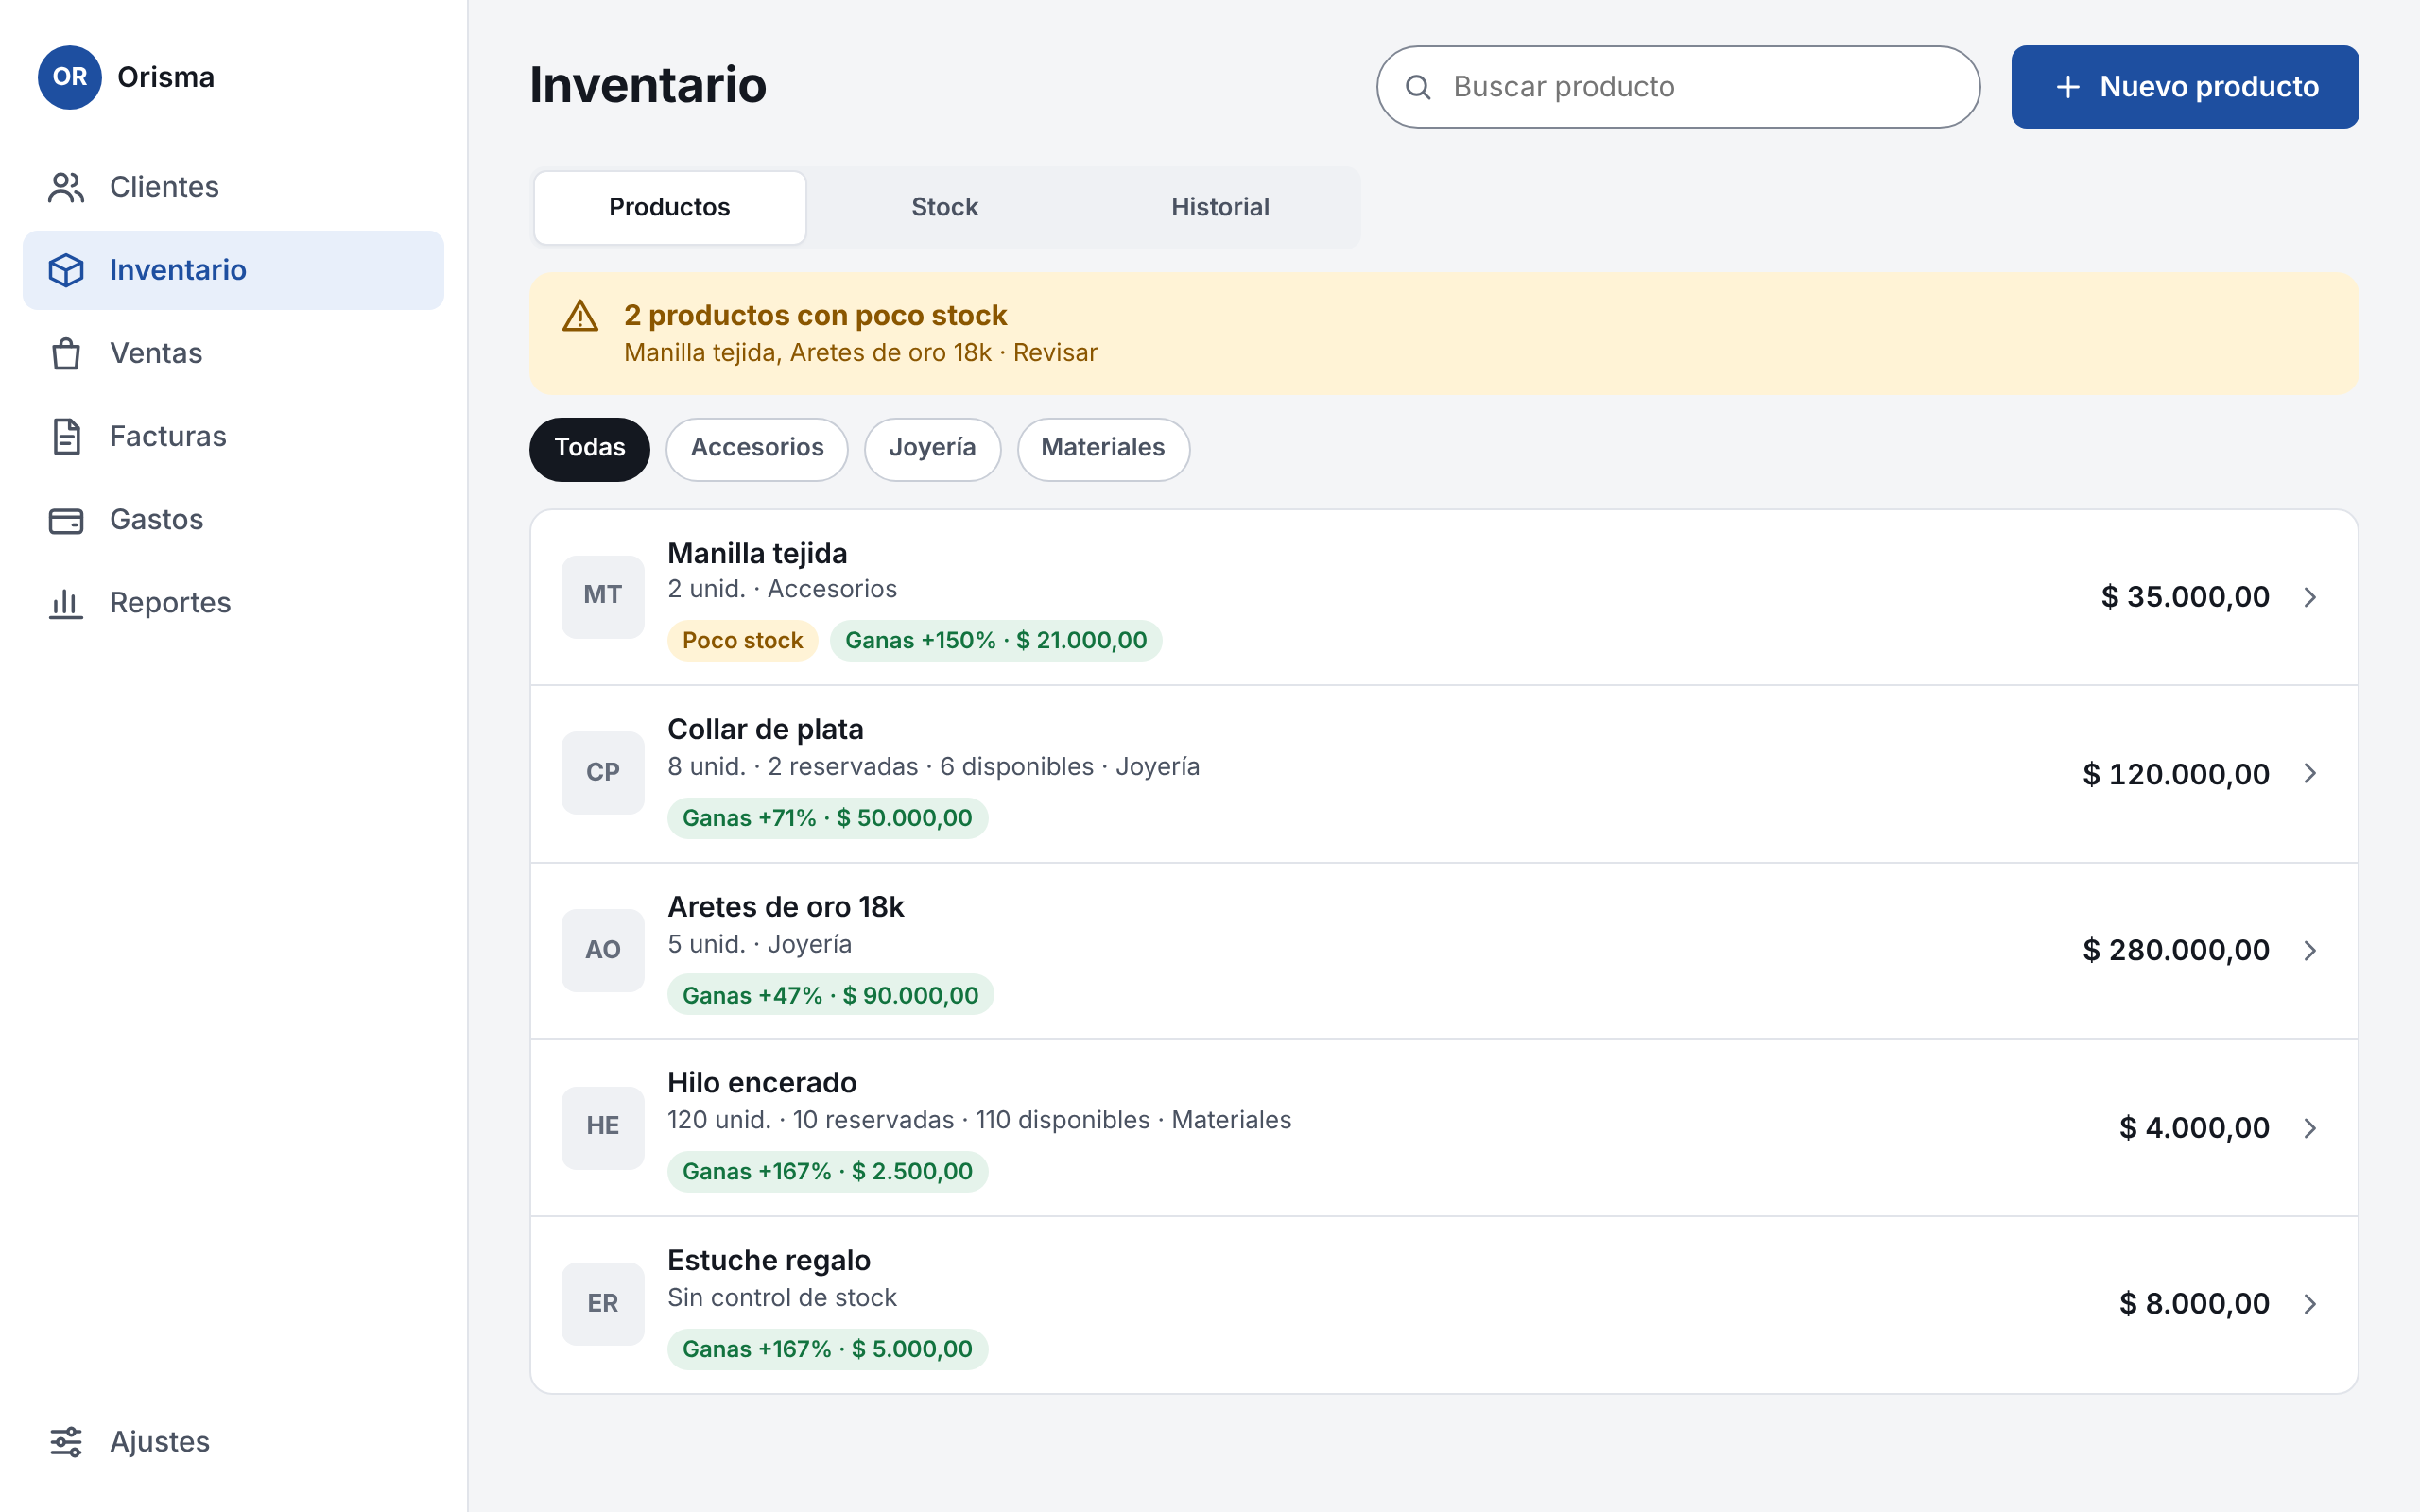 OR Orisma
Clientes
Inventario
Ventas
Facturas
Gastos
Reportes
Ajustes
Inventario
Buscar producto
Nuevo producto
Productos Stock Historial
2 productos con poco stock
Manilla tejida, Aretes de oro 18k · Revisar
Todas Accesorios Joyería Materiales
MT
Manilla tejida
2 unid. · Accesorios
Poco stock Ganas +150% · $ 21.000,00
$ 35.000,00
CP
Collar de plata
8 unid. · 2 reservadas · 6 disponibles · Joyería
Ganas +71% · $ 50.000,00
$ 120.000,00
AO
Aretes de oro 18k
5 unid. · Joyería
Ganas +47% · $ 90.000,00
$ 280.000,00
HE
Hilo encerado
120 unid. · 10 reservadas · 110 disponibles · Materiales
Ganas +167% · $ 2.500,00
$ 4.000,00
ER
Estuche regalo
Sin control de stock
Ganas +167% · $ 5.000,00
$ 8.000,00